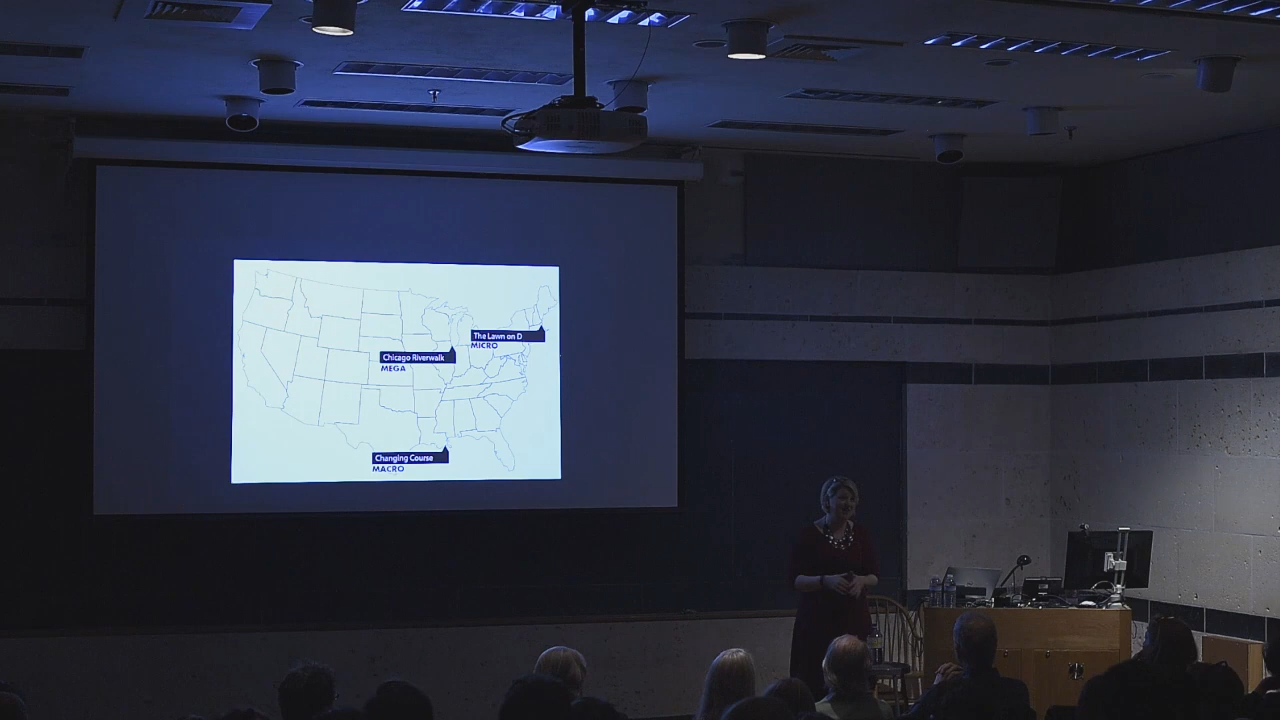 The Lawn on D
MICRO
Chicago Riverwalk
MEGA
Changing Course
MACRO